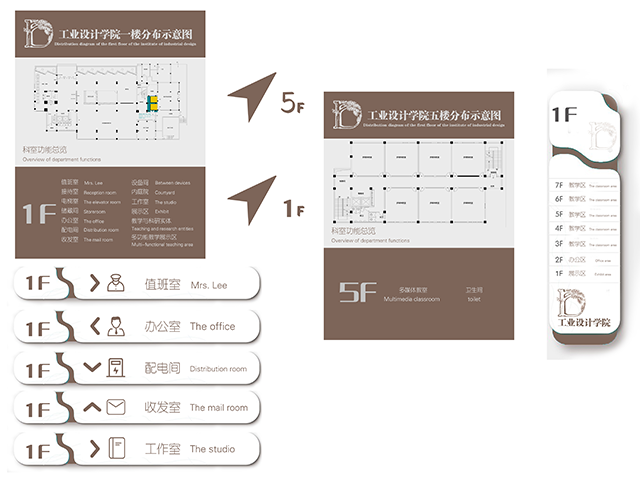 工业设计学院一楼分布示意图
Distribution diagram of the first floor of the institute of industrial design
科室功能总览
Overview of department functions
1F
值班室 Mrs. Lee
接待室 Reception room
电梯室 The elevator room
储藏间 Storeroom
办公室 The office
配电间 Distribution room
收发室 The mail room
设备间 Between devices
内庭院 Courtyard
工作室 The studio
展示区 Exhibit
教学与科研实体
Teaching and research entities
多功能教学展示区
Multi-functional teaching area
5F
1F
工业设计学院五楼分布示意图
Distribution diagram of the first floor of the institute of industrial design
科室功能总览
Overview of department functions
5F
多媒体教室
Multimedia classroom
卫生间
toilet
1F
7F 教学区 The classroom area
6F 教学区 The classroom area
5F 教学区 The classroom area
4F 教学区 The classroom area
3F 教学区 The classroom area
2F 办公区 Office area
1F 展示区 Exhibit area
工业设计学院
1F 值班室 Mrs. Lee
1F 办公室 The office
1F 配电间 Distribution room
1F 收发室 The mail room
1F 工作室 The studio